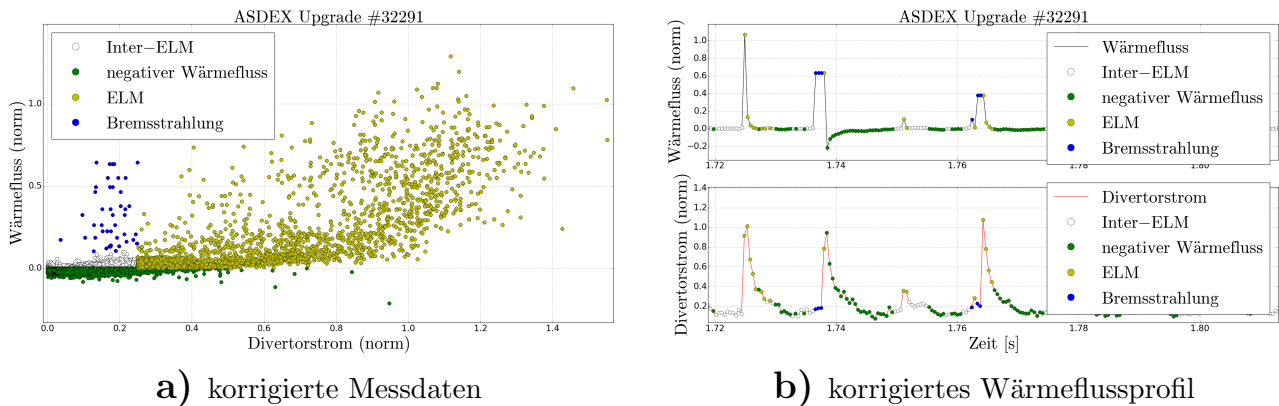 ASDEX Upgrade #32291
Wärmefluss (norm)
1.0
0.5
0.0
Inter−ELM
negativer Wärmefluss
ELM
Bremsstrahlung
0.0 0.2 0.4 0.6 0.8 1.0 1.2 1.4
Divertorstrom (norm)
a) korrigierte Messdaten
ASDEX Upgrade #32291
Wärmefluss (norm)
1.0
0.8
0.6
0.4
0.2
0.0
−0.2
Wärmefluss
Inter−ELM
negativer Wärmefluss
ELM
Bremsstrahlung
1.72 1.74 1.76 1.78 1.80
Divertorstrom (norm)
1.4
1.2
1.0
0.8
0.6
0.4
0.2
Divertorstrom
Inter−ELM
negativer Wärmefluss
ELM
Bremsstrahlung
1.72 1.74 1.76 1.78 1.80
Zeit [s]
b) korrigiertes Wärmeflussprofil